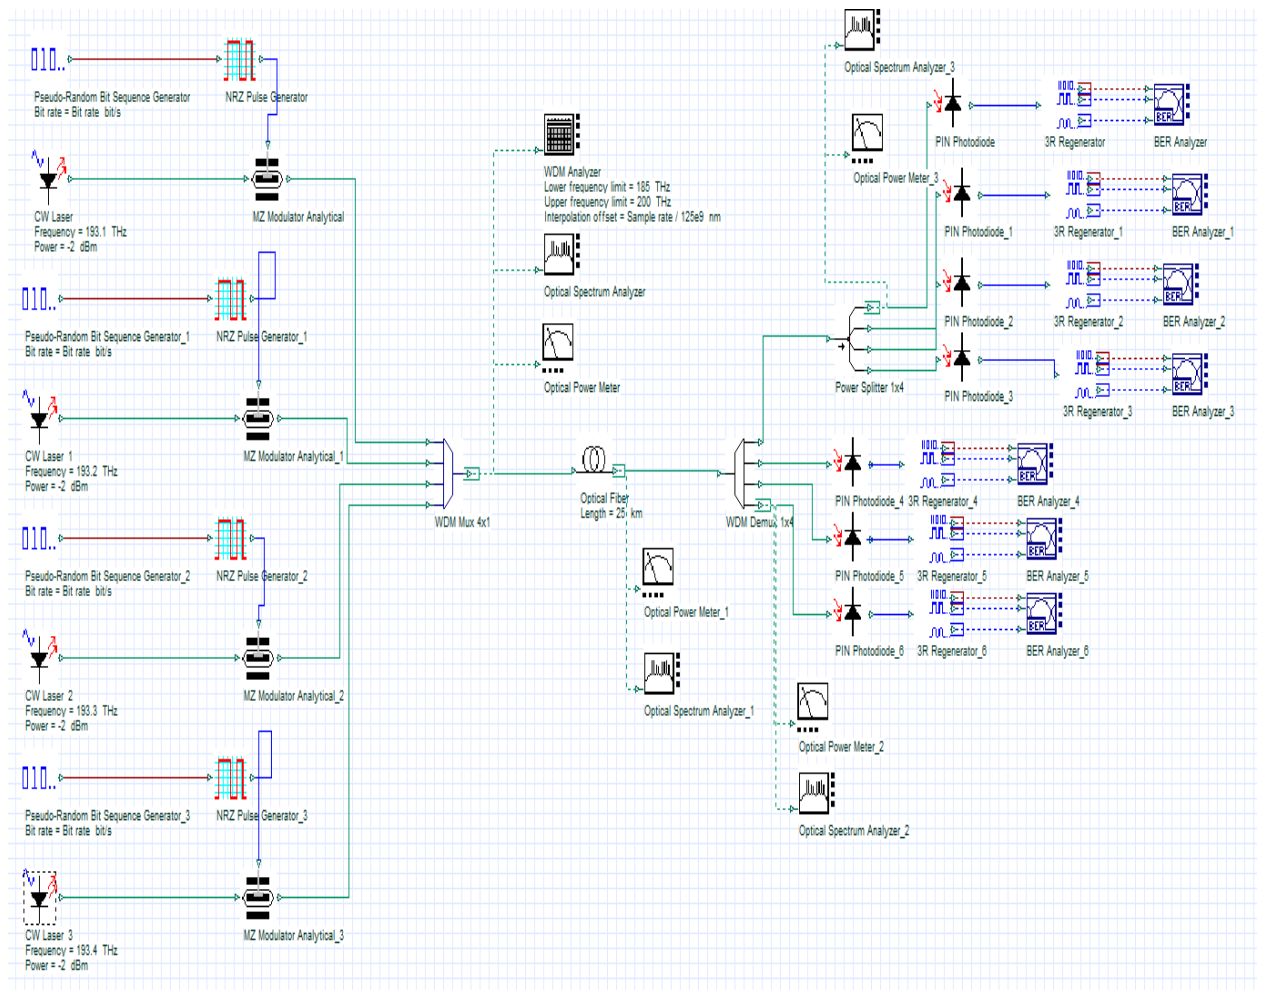 Pseudo-Random Bit Sequence Generator
Bit rate = Bit rate bit/s
NRZ Pulse Generator
CW Laser
Frequency = 193.1 THz
Power = -2 dBm
MZ Modulator Analytical
Pseudo-Random Bit Sequence Generator_1
Bit rate = Bit rate bit/s
NRZ Pulse Generator_1
CW Laser 1
Frequency = 193.2 THz
Power = -2 dBm
MZ Modulator Analytical_1
Pseudo-Random Bit Sequence Generator_2
Bit rate = Bit rate bit/s
NRZ Pulse Generator_2
CW Laser 2
Frequency = 193.3 THz
Power = -2 dBm
MZ Modulator Analytical_2
Pseudo-Random Bit Sequence Generator_3
Bit rate = Bit rate bit/s
NRZ Pulse Generator_3
CW Laser 3
Frequency = 193.4 THz
Power = -2 dBm
MZ Modulator Analytical_3
WDM Mux 4x1
WDM Analyzer
Lower frequency limit = 185 THz
Upper frequency limit = 200 THz
Interpolation offset = Sample rate / 125e9 nm
Optical Spectrum Analyzer
Optical Power Meter
Optical Fiber
Length = 25 km
Optical Power Meter_1
Optical Spectrum Analyzer_1
WDM Demux 1x4
Optical Power Meter_2
Optical Spectrum Analyzer_2
Optical Spectrum Analyzer_3
Optical Power Meter_3
Power Splitter 1x4
PIN Photodiode
3R Regenerator
BER Analyzer
BER
PIN Photodiode_1
3R Regenerator_1
BER Analyzer_1
BER
PIN Photodiode_2
3R Regenerator_2
BER Analyzer_2
BER
PIN Photodiode_3
3R Regenerator_3
BER Analyzer_3
BER
PIN Photodiode_4
3R Regenerator_4
BER Analyzer_4
BER
PIN Photodiode_5
3R Regenerator_5
BER Analyzer_5
BER
PIN Photodiode_6
3R Regenerator_6
BER Analyzer_6
BER